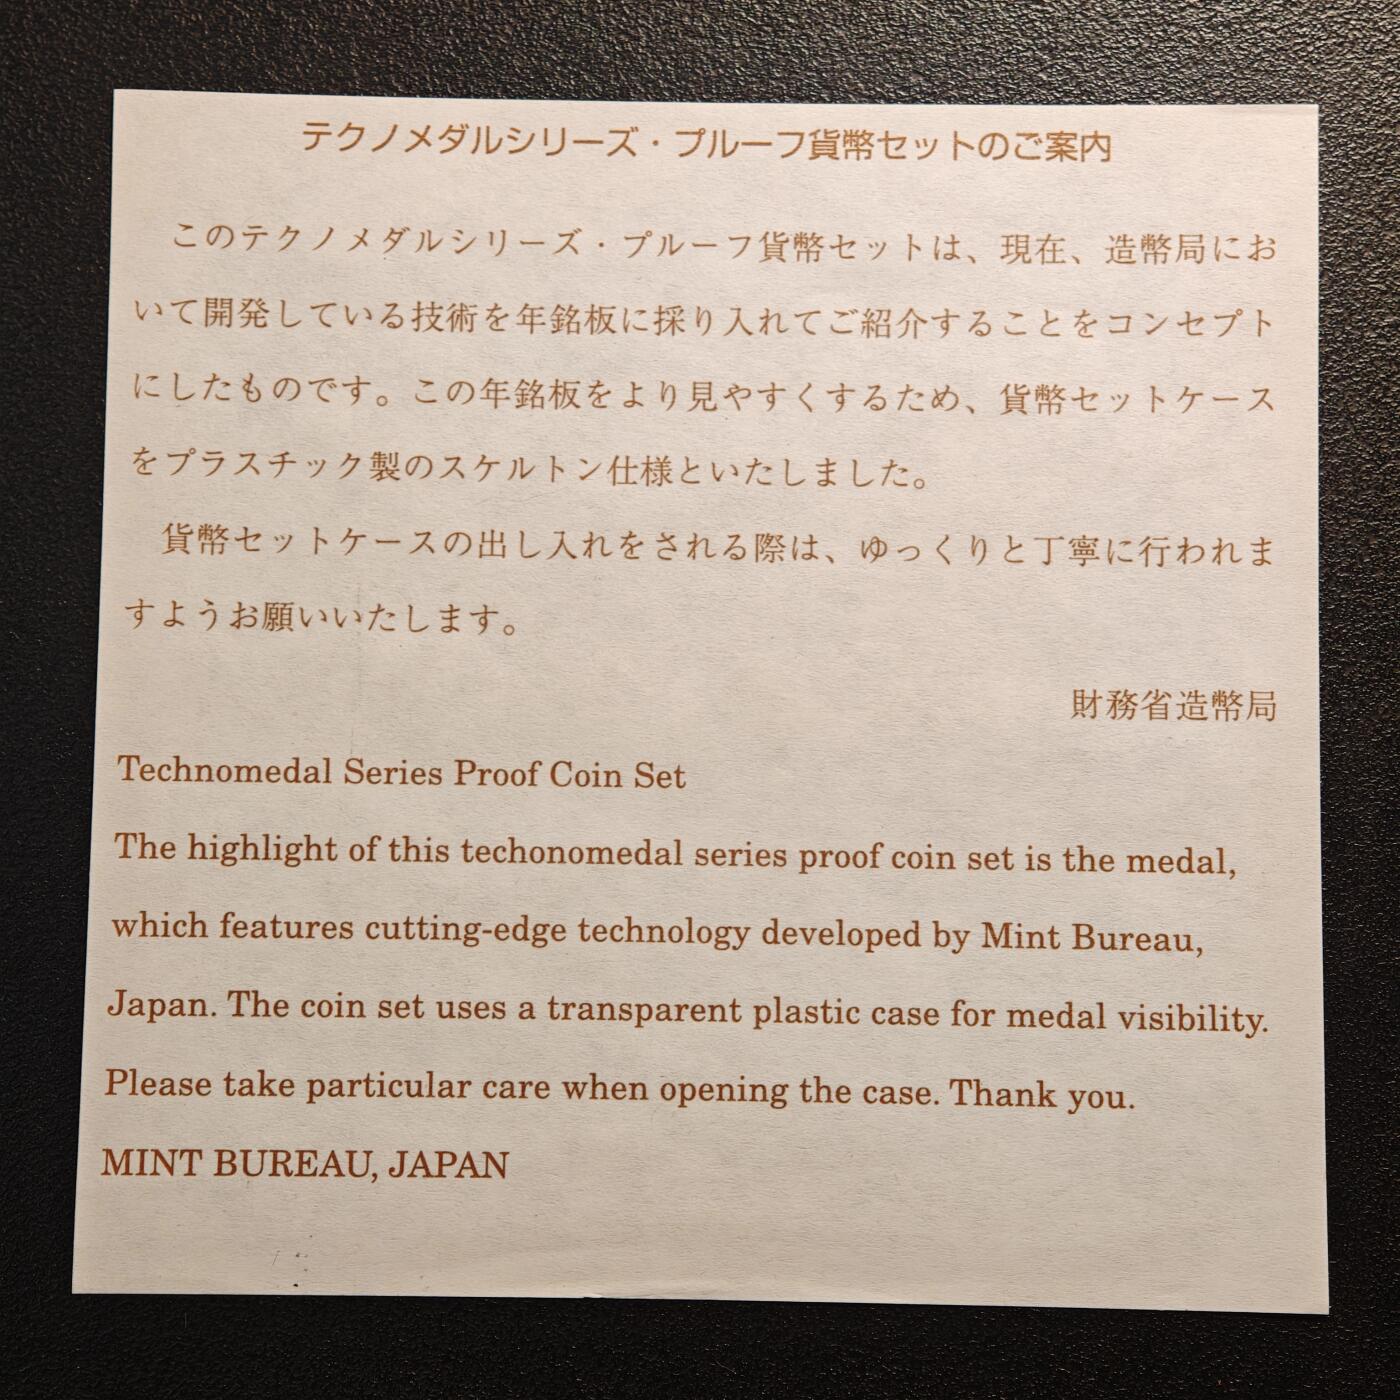 テクノメダルシリーズ・プルーフ貨幣セットのご案内
このテクノメダルシリーズ・プルーフ貨幣セットは、現在、造幣局にお
いて開発している技術を年銘板に採り入れてご紹介することをコンセプト
にしたものです。この年銘板をより見やすくするため、貨幣セットケース
をプラスチック製のスケルトン仕様といたしました。
貨幣セットケースの出し入れをされる際は、ゆっくりと丁寧に行われま
すようお願いいたします。
財務省造幣局
Technomedal Series Proof Coin Set
The highlight of this techonomedal series proof coin set is the medal,
which features cutting-edge technology developed by Mint Bureau,
Japan. The coin set uses a transparent plastic case for medal visibility.
Please take particular care when opening the case. Thank you.
MINT BUREAU, JAPAN